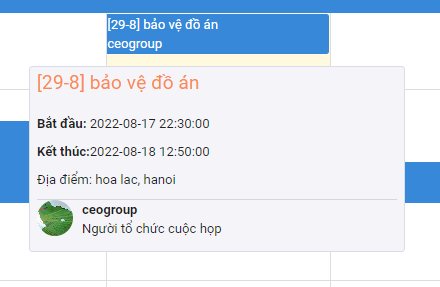 [29-8] bảo vệ đồ án
ceogroup
[29-8] bảo vệ đồ án
Bắt đầu: 2022-08-17 22:30:00
Kết thúc:2022-08-18 12:50:00
Địa điểm: hoa lac, hanoi
ceogroup
Người tổ chức cuộc họp